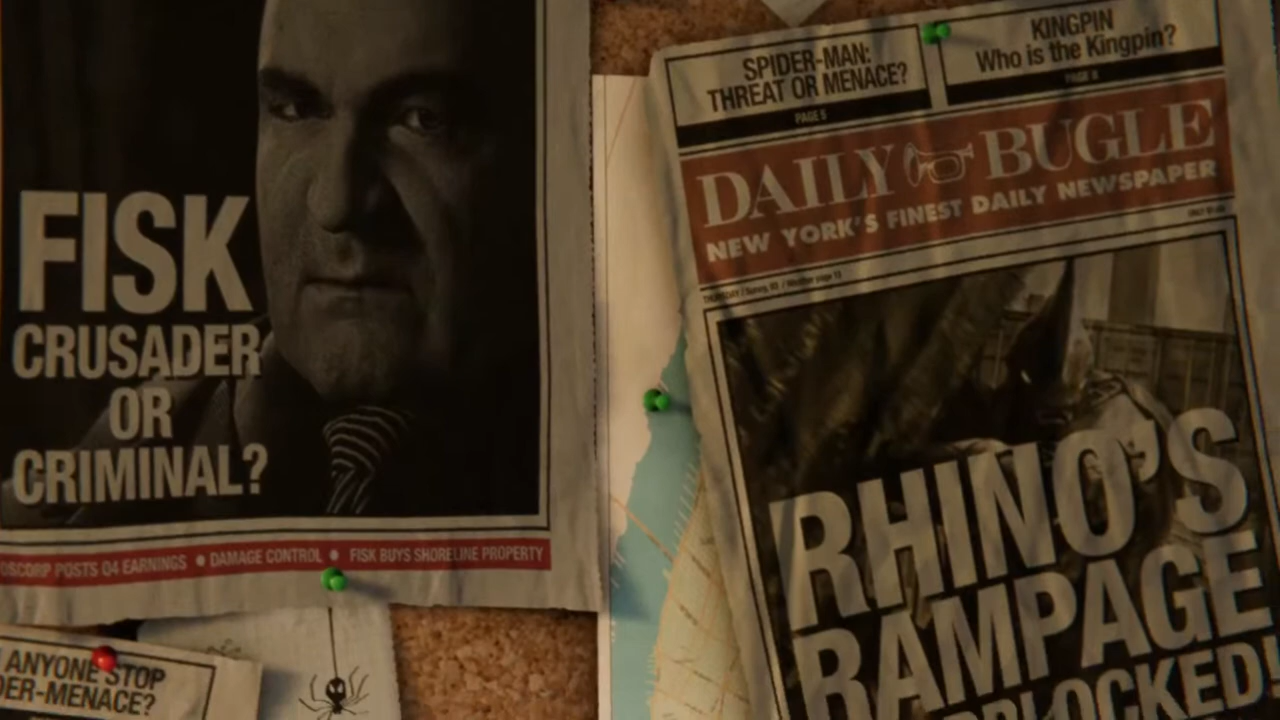 FISK
CRUSADER
OR
CRIMINAL?
OSCORP POSTS Q4 EARNINGS • DAMAGE CONTROL • FISK BUYS SHORELINE PROPERTY
ANYONE STOP
DER-MENACE?
SPIDER-MAN:
THREAT OR MENACE?
PAGE 5
KINGPIN
Who is the Kingpin?
DAILY BUGLE
NEW YORK'S FINEST DAILY NEWSPAPER
RHINO'S
RAMPAGE
LOCKED!